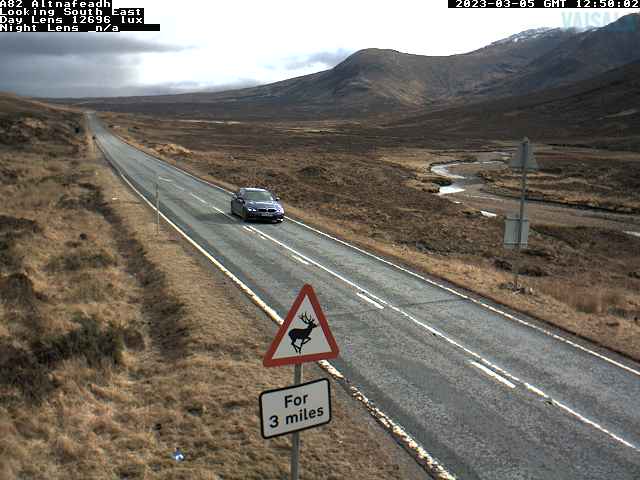 A82 Altnafeadh
Looking South East
Day Lens 12696 lux
Night Lens n/a
2023-03-05 GMT 12:50:02
VAISALA
For
3 miles